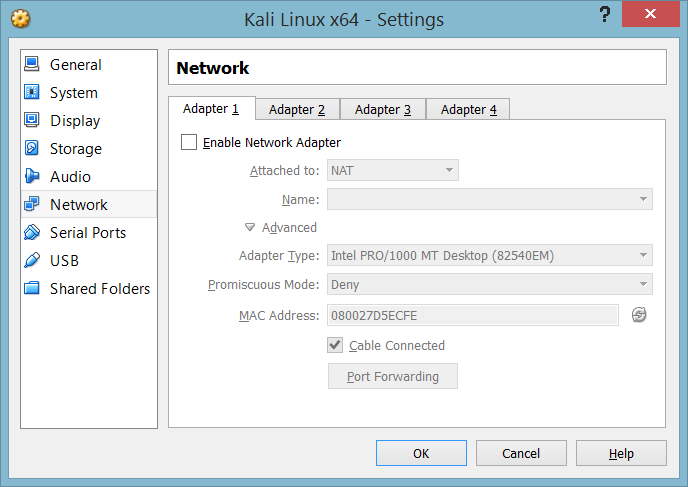 Kali Linux x64 - Settings
?
General
System
Display
Storage
Audio
Network
Serial Ports
USB
Shared Folders
Network
Adapter 1 Adapter 2 Adapter 3 Adapter 4
Enable Network Adapter
Attached to: NAT
Name:
Advanced
Adapter Type: Intel PRO/1000 MT Desktop (82540EM)
Promiscuous Mode: Deny
MAC Address: 080027D5ECFE
Cable Connected
Port Forwarding
OK Cancel Help